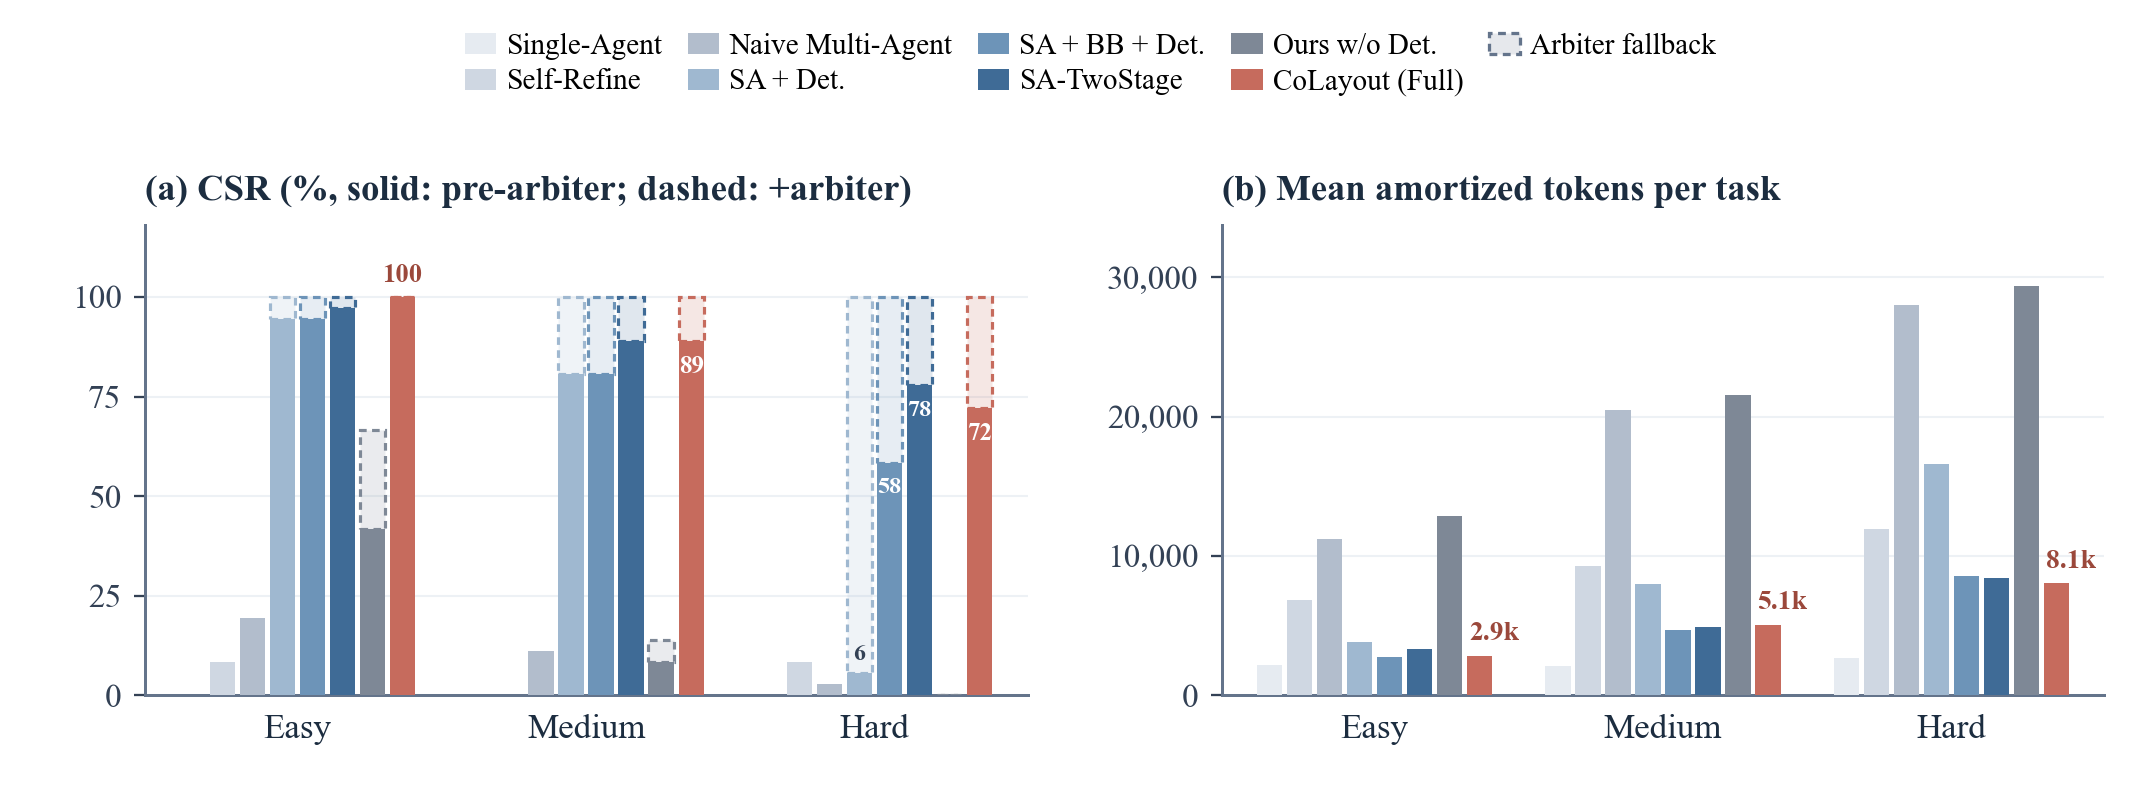 Single-Agent
Naive Multi-Agent
SA + BB + Det.
Ours w/o Det.
Arbiter fallback
Self-Refine
SA + Det.
SA-TwoStage
CoLayout (Full)
(a) CSR (%, solid: pre-arbiter; dashed: +arbiter)
100
75
50
25
0
100
89
6
58
78
72
Easy
Medium
Hard
(b) Mean amortized tokens per task
30,000
20,000
10,000
0
2.9k
5.1k
8.1k
Easy
Medium
Hard